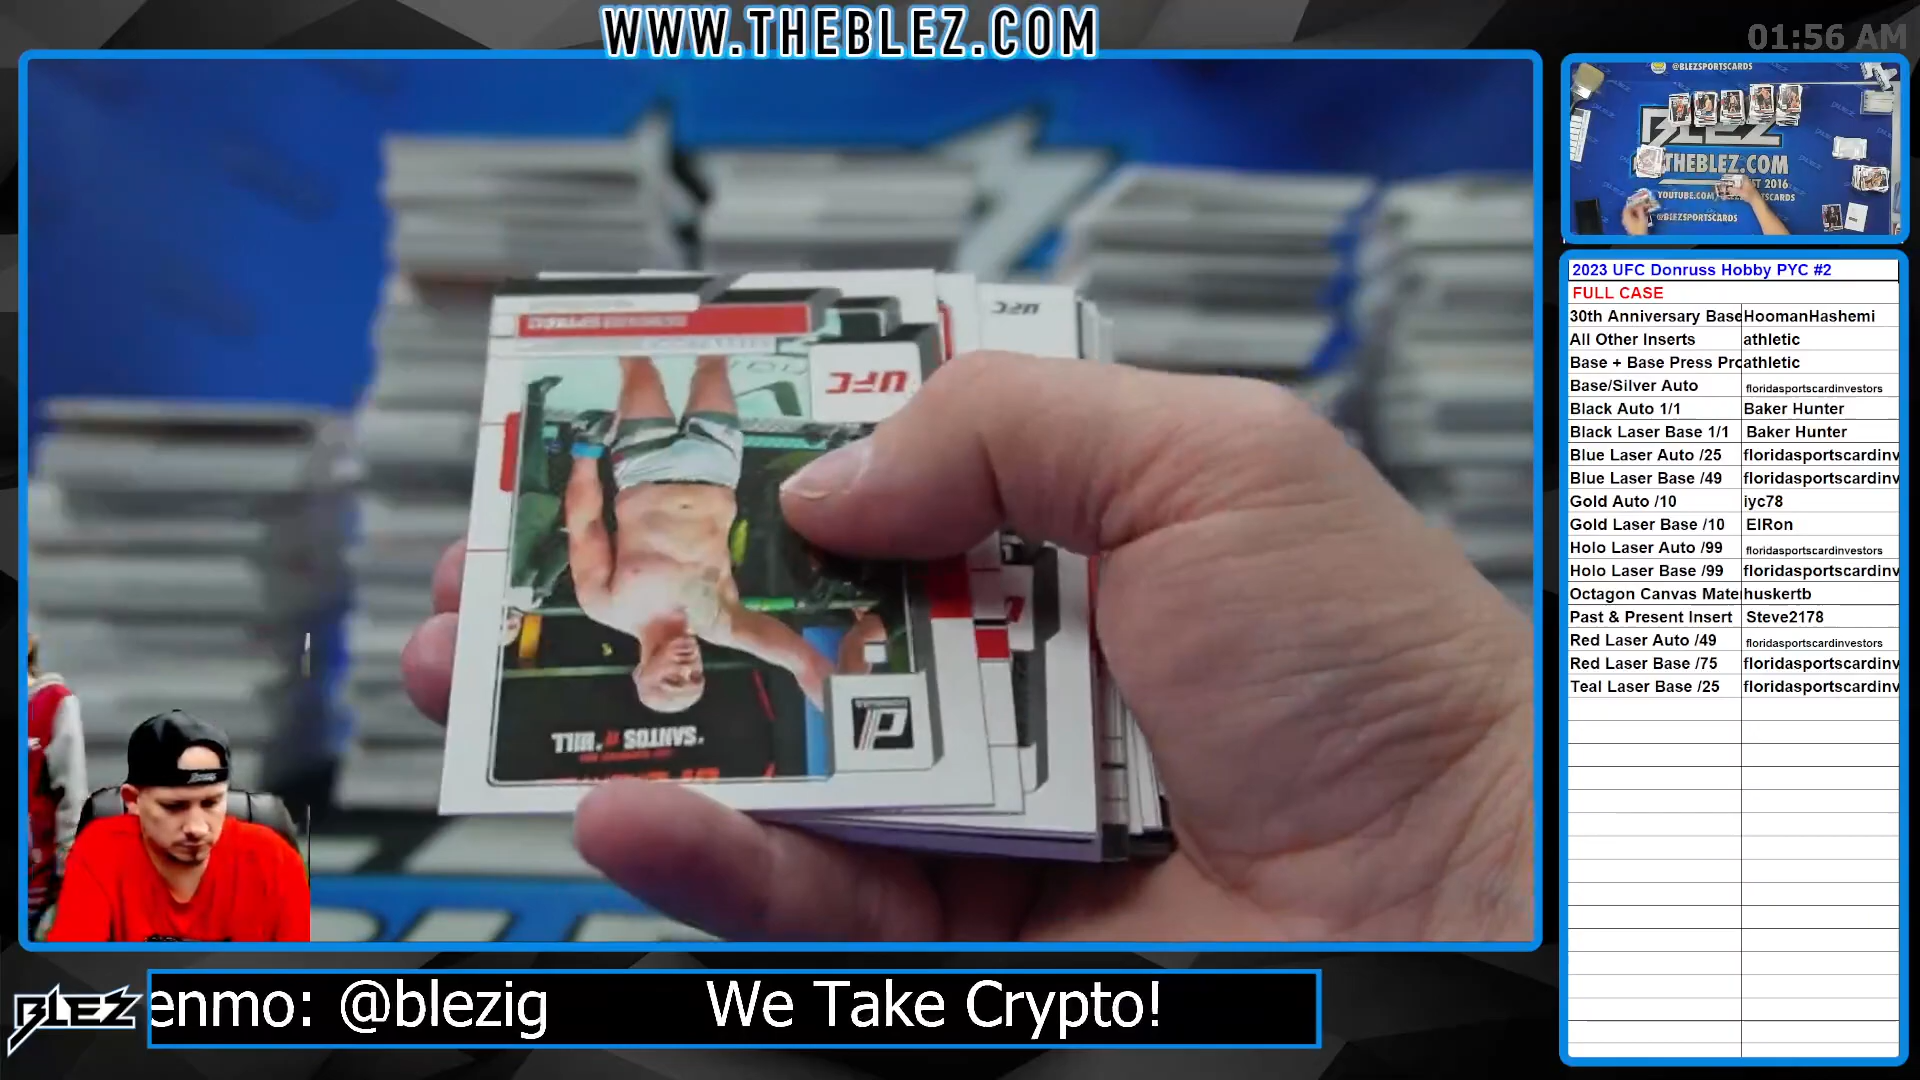 WWW.THEBLEZ.COM
01:56 AM
@BLEZSPORTSCARDS
BLEZ
THEBLEZ.COM
YOUTUBE.COM/BLEZSPORTSCARDS
@BLEZSPORTSCARDS
2023 UFC Donruss Hobby PYC #2
FULL CASE
30th Anniversary Base HoomanHashemi
All Other Inserts athletic
Base + Base Press Pro athletic
Base/Silver Auto floridasportscardinvestors
Black Auto 1/1 Baker Hunter
Black Laser Base 1/1 Baker Hunter
Blue Laser Auto /25 floridasportscardinv
Blue Laser Base /49 floridasportscardinv
Gold Auto /10 iyc78
Gold Laser Base /10 ElRon
Holo Laser Auto /99 floridasportscardinvestors
Holo Laser Base /99 floridasportscardinv
Octagon Canvas Mate huskertb
Past & Present Insert Steve2178
Red Laser Auto /49 floridasportscardinvestors
Red Laser Base /75 floridasportscardinv
Teal Laser Base /25 floridasportscardinv
UFC
UFC
SANTOS HILL
BLEZ
enmo: @blezig We Take Crypto!